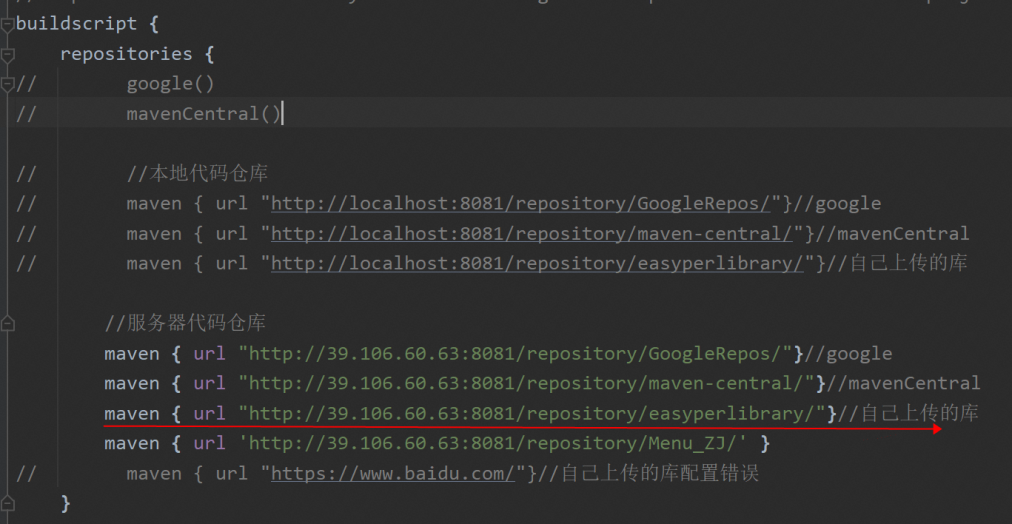 buildscript {
repositories {
// google()
// mavenCentral()
// //本地代码仓库
// maven { url "http://localhost:8081/repository/GoogleRepos/"}//google
// maven { url "http://localhost:8081/repository/maven-central/"}//mavenCentral
// maven { url "http://localhost:8081/repository/easyperlibrary/"}//自己上传的库
//服务器代码仓库
maven { url "http://39.106.60.63:8081/repository/GoogleRepos/"}//google
maven { url "http://39.106.60.63:8081/repository/maven-central/"}//mavenCentral
maven { url "http://39.106.60.63:8081/repository/easyperlibrary/"}//自己上传的库
maven { url 'http://39.106.60.63:8081/repository/Menu_ZJ/' }
// maven { url "https://www.baidu.com/"}//自己上传的库配置错误
}